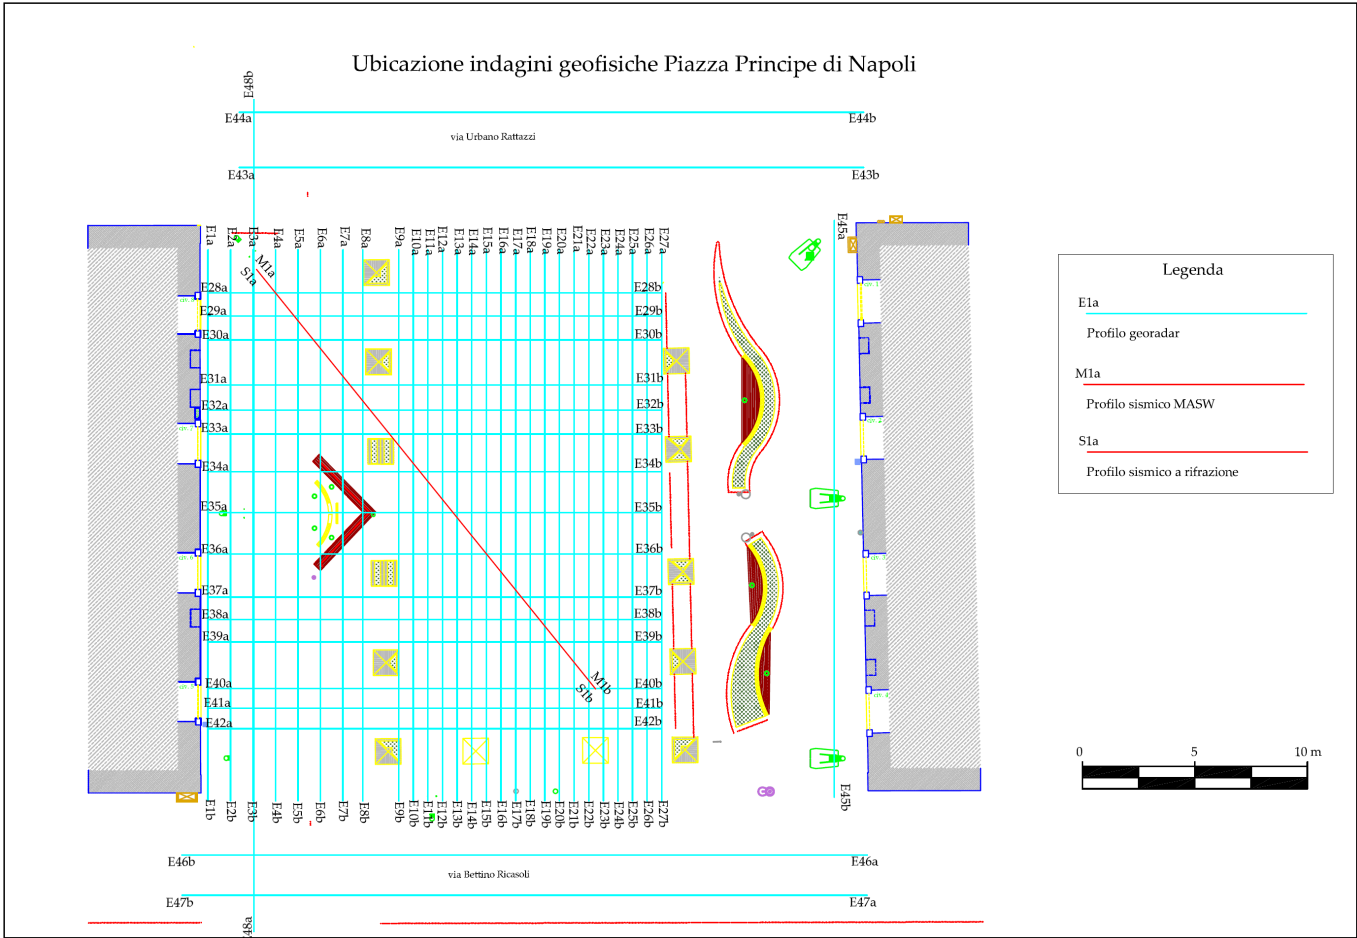 Ubicazione indagini geofisiche Piazza Principe di Napoli
E48b
E44a
E44b
via Urbano Rattazzi
E43a
E43b
E1a
E2a
E3a
E4a
E5a
E6a
E7a
E8a
E9a
E10a
E11a
E12a
E13a
E14a
E15a
E16a
E17a
E18a
E19a
E20a
E21a
E22a
E23a
E24a
E25a
E26a
E27a
E45a
M1a
S1a
E28a
E28b
E29a
E29b
E30a
E30b
E31a
E31b
E32a
E32b
E33a
E33b
E34a
E34b
E35a
E35b
E36a
E36b
E37a
E37b
E38a
E38b
E39a
E39b
E40a
E40b
M1b
S1b
E41a
E41b
E42a
E42b
E1b
E2b
E3b
E4b
E5b
E6b
E7b
E8b
E9b
E10b
E11b
E12b
E13b
E14b
E15b
E16b
E17b
E18b
E19b
E20b
E21b
E22b
E23b
E24b
E25b
E26b
E27b
E45b
E46b
E46a
via Bettino Ricasoli
E47b
E47a
E48a
Legenda
E1a
Profilo georadar
M1a
Profilo sismico MASW
S1a
Profilo sismico a rifrazione
0 5 10 m